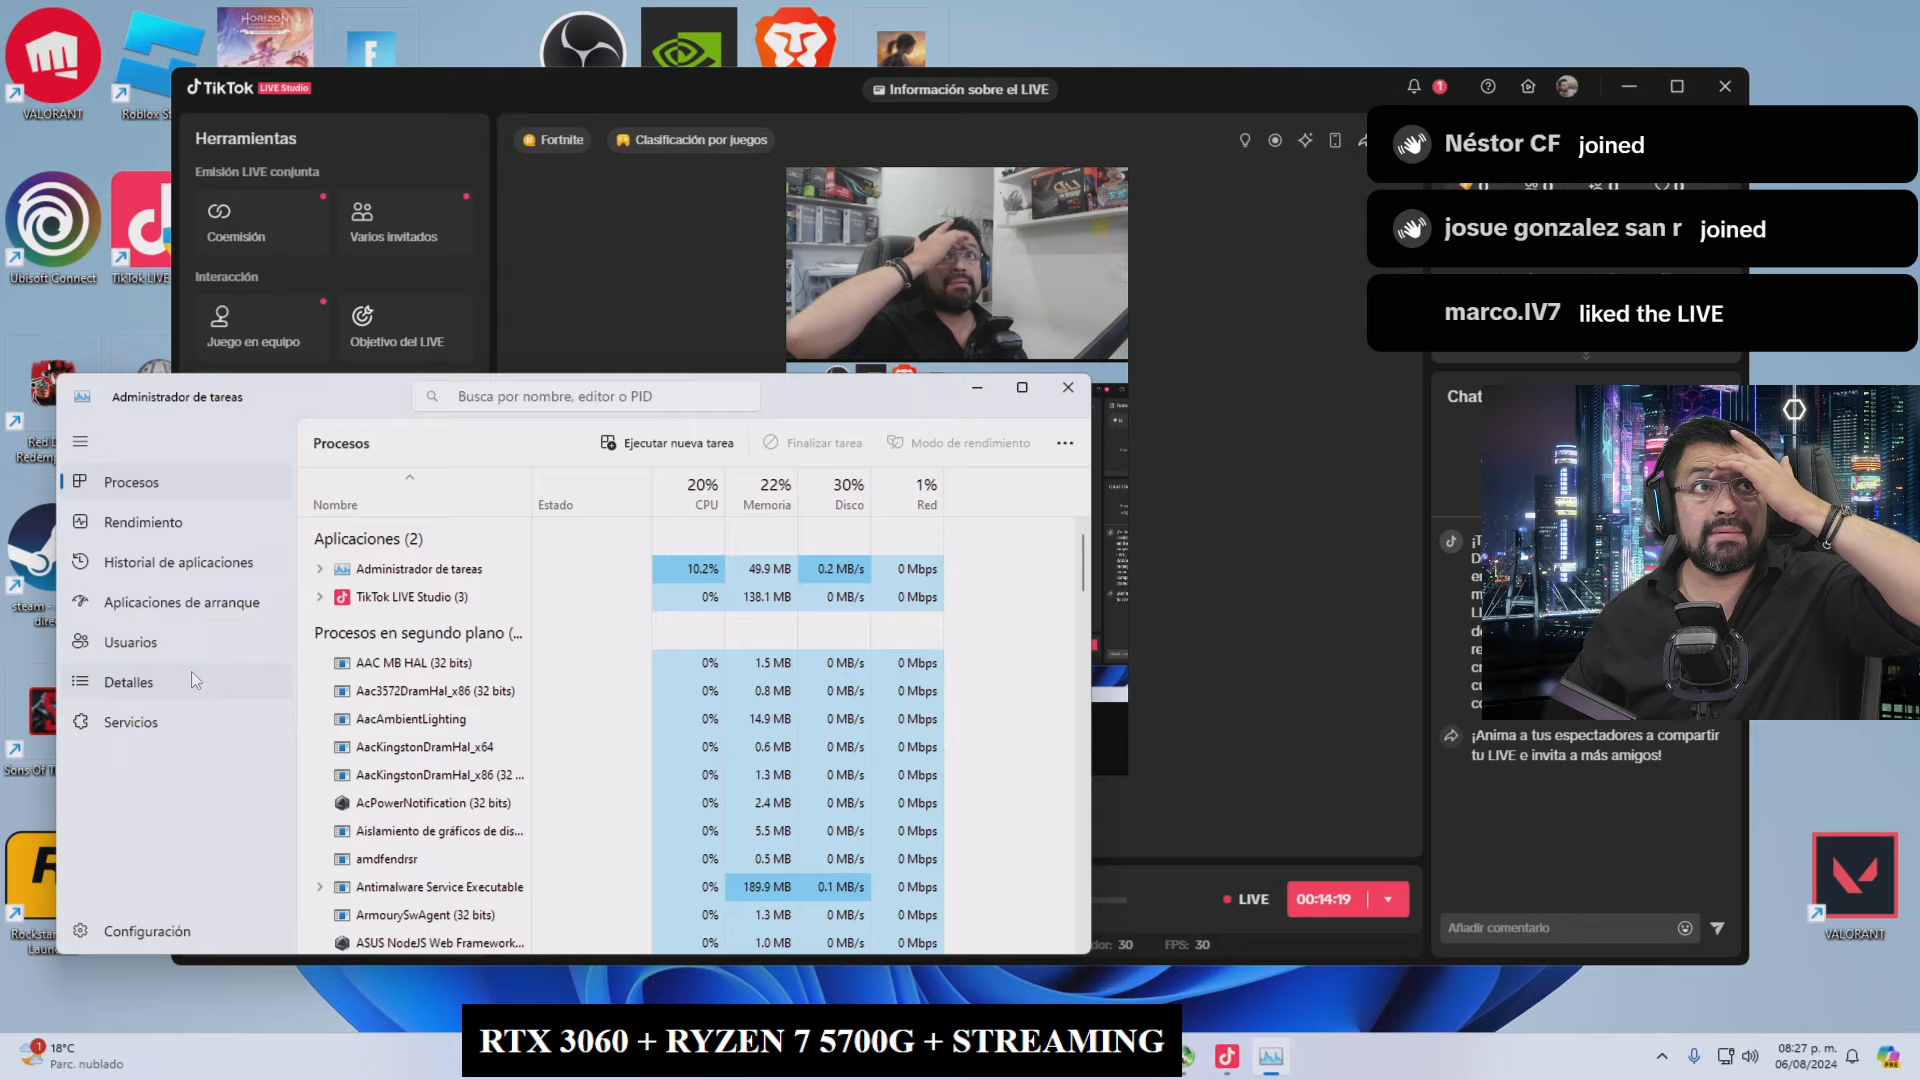 HORIZON
VALORANT
Roblox St
Ubisoft Connect
TikTok LIVE
Red D
Redemp
steam -
direc
Sons Of T
Rockstar
Laun
TikTok LIVE Studio
Información sobre el LIVE
1
Herramientas
Emisión LIVE conjunta
Coemisión
Varios invitados
Interacción
Juego en equipo
Objetivo del LIVE
Fortnite
Clasificación por juegos
Néstor CF joined
josue gonzalez san r joined
marco.IV7 liked the LIVE
Chat
¡Anima a tus espectadores a compartir
tu LIVE e invita a más amigos!
Añadir comentario
LIVE
00:14:19
dor: 30
FPS: 30
Administrador de tareas
Busca por nombre, editor o PID
Procesos
Rendimiento
Historial de aplicaciones
Aplicaciones de arranque
Usuarios
Detalles
Servicios
Configuración
Procesos
Ejecutar nueva tarea
Finalizar tarea
Modo de rendimiento
20% 22% 30% 1%
Nombre Estado CPU Memoria Disco Red
Aplicaciones (2)
Administrador de tareas 10.2% 49.9 MB 0.2 MB/s 0 Mbps
TikTok LIVE Studio (3) 0% 138.1 MB 0 MB/s 0 Mbps
Procesos en segundo plano (...
AAC MB HAL (32 bits) 0% 1.5 MB 0 MB/s 0 Mbps
Aac3572DramHal_x86 (32 bits) 0% 0.8 MB 0 MB/s 0 Mbps
AacAmbientLighting 0% 14.9 MB 0 MB/s 0 Mbps
AacKingstonDramHal_x64 0% 0.6 MB 0 MB/s 0 Mbps
AacKingstonDramHal_x86 (32 ... 0% 1.3 MB 0 MB/s 0 Mbps
AcPowerNotification (32 bits) 0% 2.4 MB 0 MB/s 0 Mbps
Aislamiento de gráficos de dis... 0% 5.5 MB 0 MB/s 0 Mbps
amdfendrsr 0% 0.5 MB 0 MB/s 0 Mbps
Antimalware Service Executable 0% 189.9 MB 0.1 MB/s 0 Mbps
ArmourySwAgent (32 bits) 0% 1.3 MB 0 MB/s 0 Mbps
ASUS NodeJS Web Framework... 0% 1.0 MB 0 MB/s 0 Mbps
VALORANT
RTX 3060 + RYZEN 7 5700G + STREAMING
1
18°C
Parc. nublado
08:27 p. m.
06/08/2024
PRE